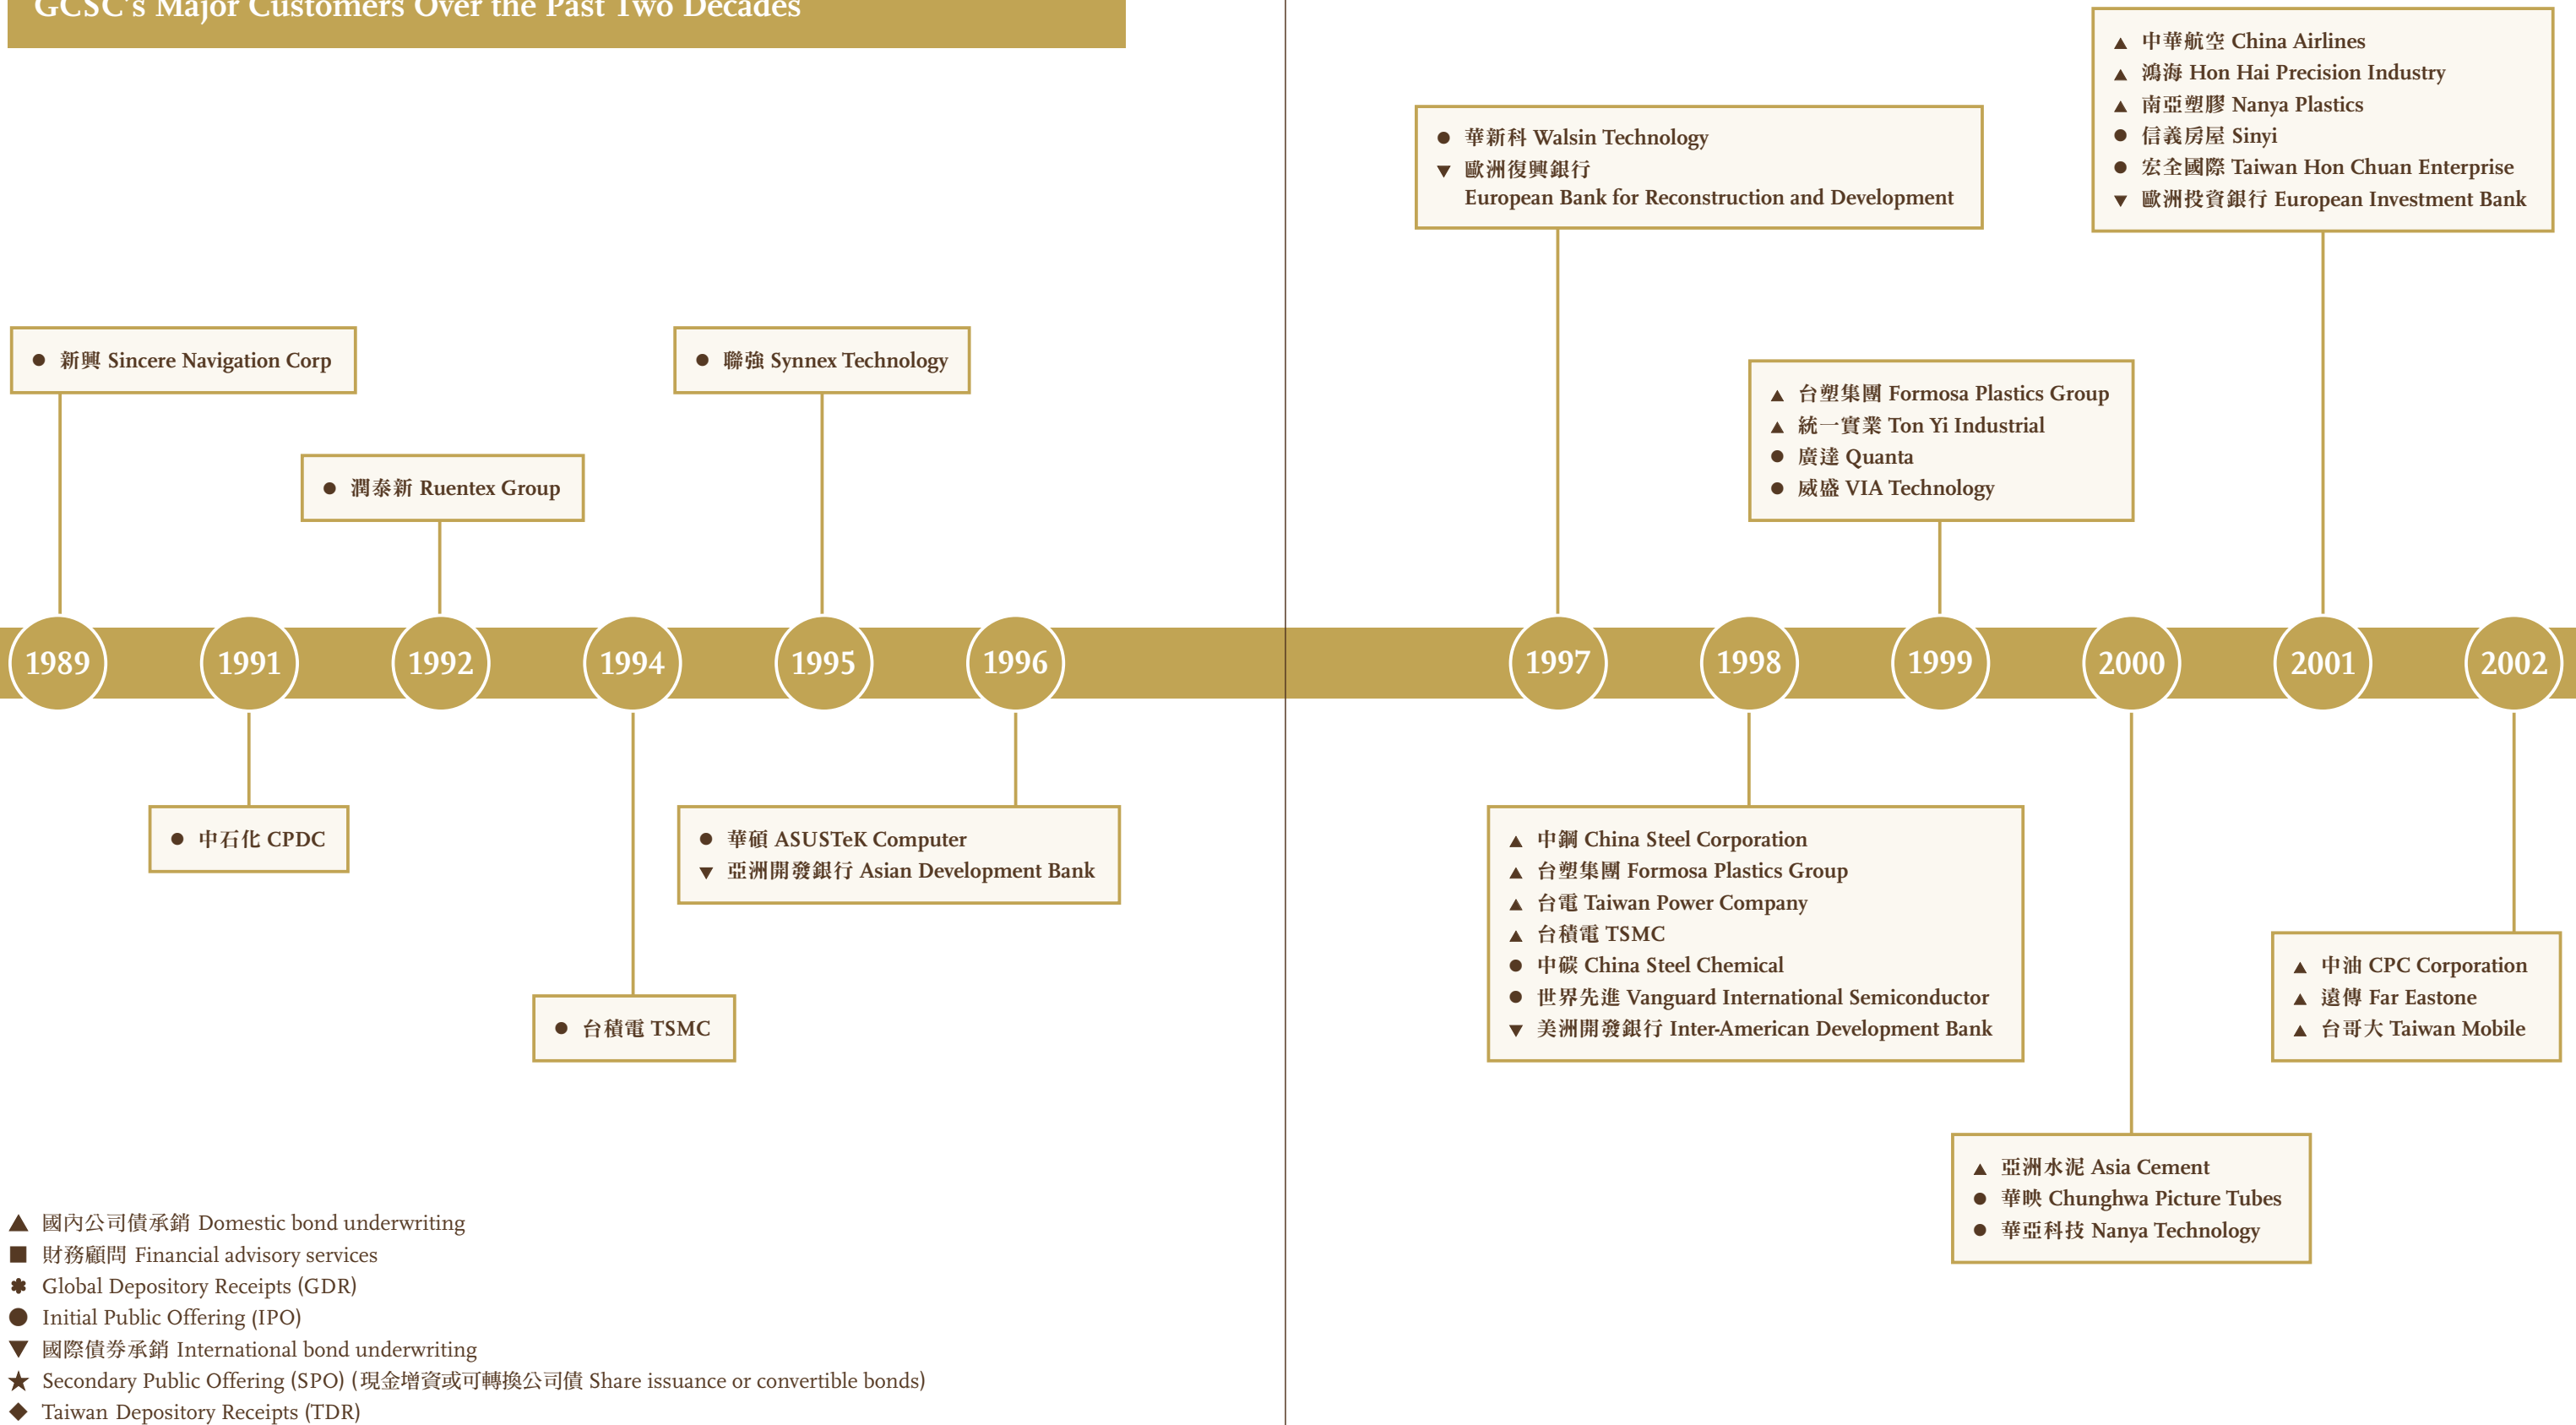 GCSC's Major Customers Over the Past Two Decades
● 新興 Sincere Navigation Corp
● 潤泰新 Ruentex Group
● 聯強 Synnex Technology
1989
1991
1992
1994
1995
1996
● 中石化 CPDC
● 台積電 TSMC
● 華碩 ASUSTeK Computer
▼ 亞洲開發銀行 Asian Development Bank
▲ 國內公司債承銷 Domestic bond underwriting
■ 財務顧問 Financial advisory services
✽ Global Depository Receipts (GDR)
● Initial Public Offering (IPO)
▼ 國際債券承銷 International bond underwriting
★ Secondary Public Offering (SPO) (現金增資或可轉換公司債 Share issuance or convertible bonds)
◆ Taiwan Depository Receipts (TDR)
● 華新科 Walsin Technology
▼ 歐洲復興銀行
European Bank for Reconstruction and Development
▲ 台塑集團 Formosa Plastics Group
▲ 統一實業 Ton Yi Industrial
● 廣達 Quanta
● 威盛 VIA Technology
▲ 中華航空 China Airlines
▲ 鴻海 Hon Hai Precision Industry
▲ 南亞塑膠 Nanya Plastics
● 信義房屋 Sinyi
● 宏全國際 Taiwan Hon Chuan Enterprise
▼ 歐洲投資銀行 European Investment Bank
1997
1998
1999
2000
2001
2002
▲ 中鋼 China Steel Corporation
▲ 台塑集團 Formosa Plastics Group
▲ 台電 Taiwan Power Company
▲ 台積電 TSMC
● 中碳 China Steel Chemical
● 世界先進 Vanguard International Semiconductor
▼ 美洲開發銀行 Inter-American Development Bank
▲ 亞洲水泥 Asia Cement
● 華映 Chunghwa Picture Tubes
● 華亞科技 Nanya Technology
▲ 中油 CPC Corporation
▲ 遠傳 Far Eastone
▲ 台哥大 Taiwan Mobile